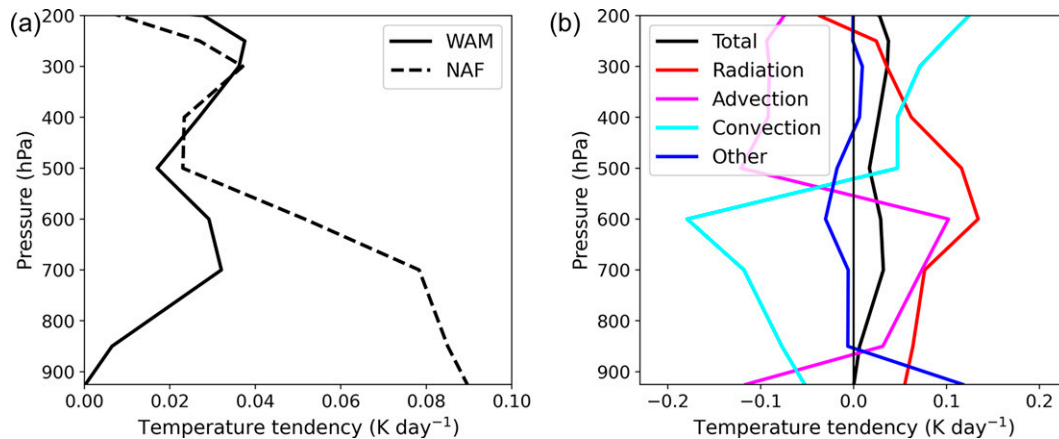 (a)
WAM
NAF
Pressure (hPa)
200
300
400
500
600
700
800
900
0.00 0.02 0.04 0.06 0.08 0.10
Temperature tendency (K day⁻¹)
(b)
Total
Radiation
Advection
Convection
Other
Pressure (hPa)
200
300
400
500
600
700
800
900
−0.2 −0.1 0.0 0.1 0.2
Temperature tendency (K day⁻¹)